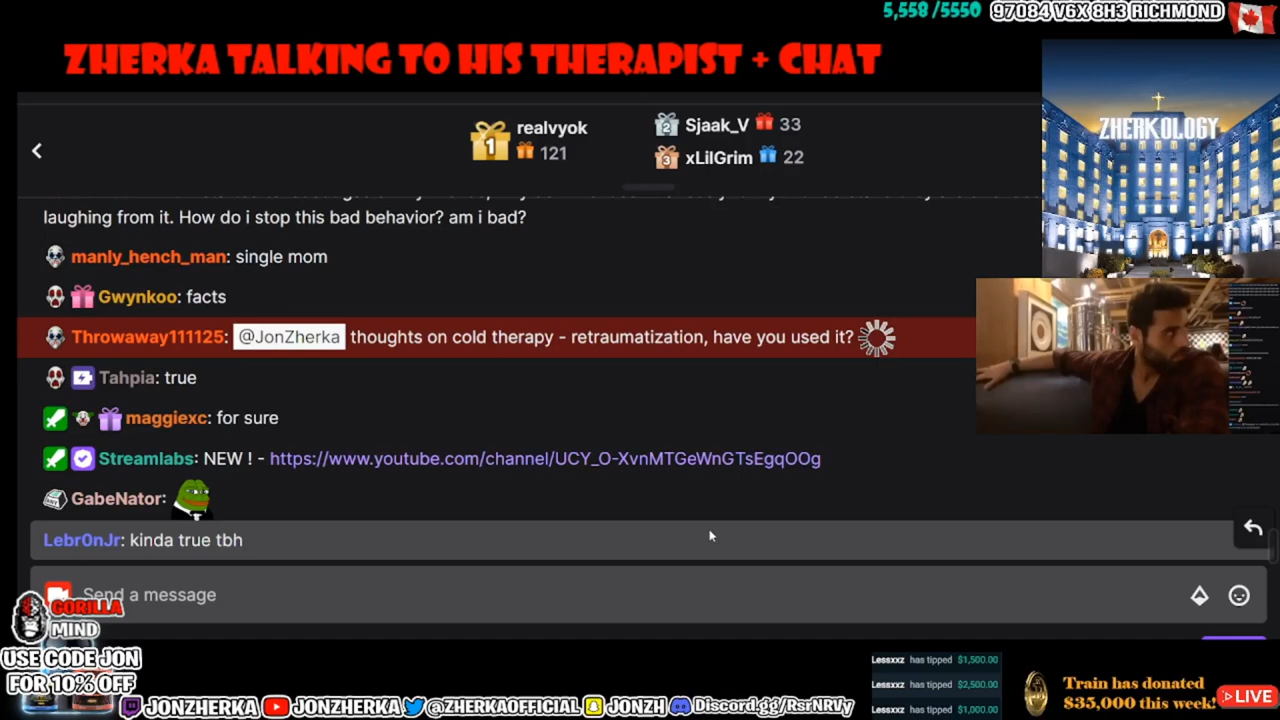 5,558 /5550
97084 V6X 8H3 RICHMOND
ZHERKA TALKING TO HIS THERAPIST + CHAT
ZHERKOLOGY
1 realvyok
121
2 Sjaak_V 33
3 xLilGrim 22
laughing from it. How do i stop this bad behavior? am i bad?
manly_hench_man: single mom
Gwynkoo: facts
Throwaway111125: @JonZherka thoughts on cold therapy - retraumatization, have you used it?
Tahpia: true
maggiexc: for sure
Streamlabs: NEW ! - https://www.youtube.com/channel/UCY_O-XvnMTGeWnGTsEgqOOg
GabeNator:
Lebr0nJr: kinda true tbh
Send a message
GORILLA
MIND
USE CODE JON
FOR 10% OFF
JONZHERKA JONZHERKA @ZHERKAOFFICIAL JONZH Discord.gg/RsrNRVy
Lessxxz has tipped $1,500.00
Lessxxz has tipped $2,500.00
Lessxxz has tipped $1,000.00
Train has donated
$35,000 this week!
LIVE